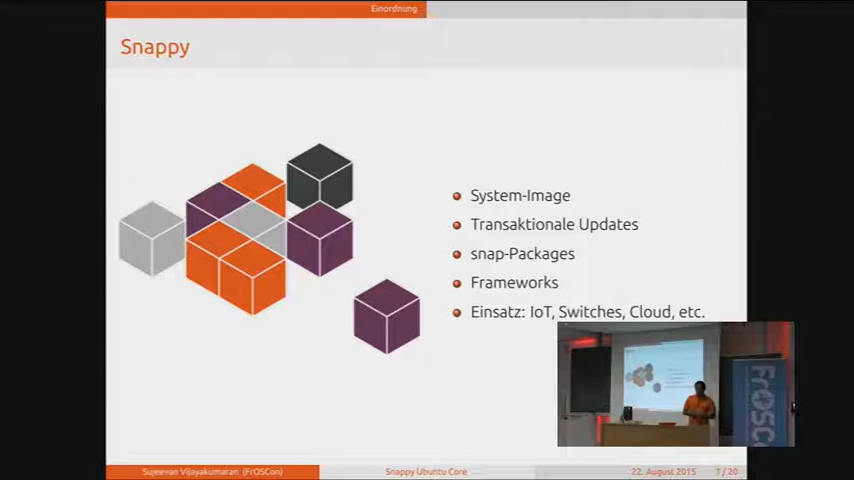 Einordnung
Snappy
System-Image
Transaktionale Updates
snap-Packages
Frameworks
Einsatz: IoT, Switches, Cloud, etc.
FrOSCo
Sujeevan Vijayakumaran (FrOSCon)
Snappy Ubuntu Core
22. August 2015
7 / 20